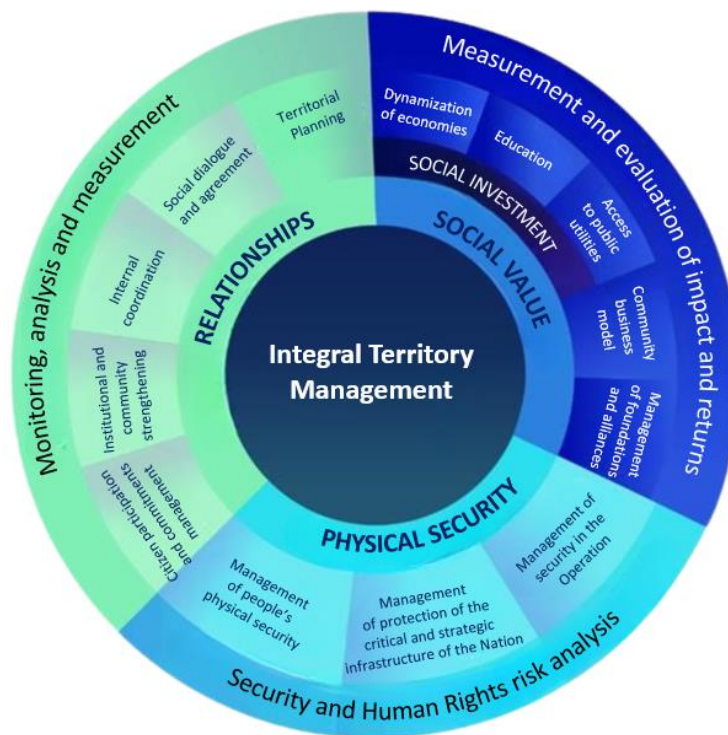 Integral Territory
Management
RELATIONSHIPS
SOCIAL VALUE
PHYSICAL SECURITY
Monitoring, analysis and measurement
Territorial
Planning
Social dialogue
and agreement
Internal
coordination
Institutional and
community
strengthening
Citizen participation
and commitments
management
Measurement and evaluation of impact and returns
SOCIAL INVESTMENT
Dynamization
of economies
Education
Access
to public
utilities
Community
business
model
Management
of foundations
and alliances
Security and Human Rights risk analysis
Management
of people's
physical security
Management
of protection of the
critical and strategic
infrastructure of the Nation
Management of
security in the
Operation